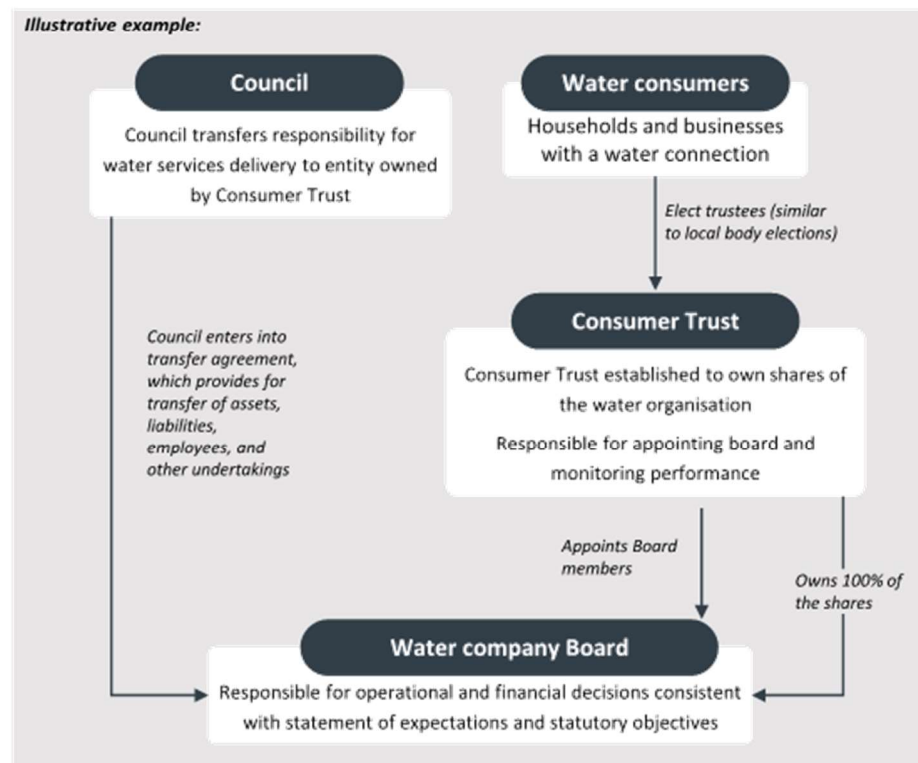 Illustrative example:
Council
Council transfers responsibility for
water services delivery to entity owned
by Consumer Trust
Water consumers
Households and businesses
with a water connection
Elect trustees (similar
to local body elections)
Council enters into
transfer agreement,
which provides for
transfer of assets,
liabilities,
employees, and
other undertakings
Consumer Trust
Consumer Trust established to own shares of
the water organisation
Responsible for appointing board and
monitoring performance
Appoints Board
members
Owns 100% of
the shares
Water company Board
Responsible for operational and financial decisions consistent
with statement of expectations and statutory objectives